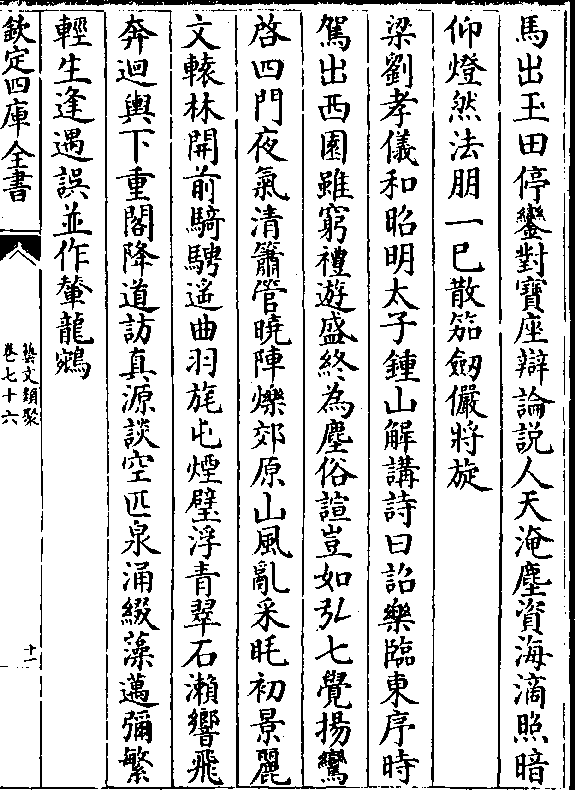 馬出玉田停鑾對寶座辯論説人天淹塵資海滴照暗
仰燈然法朋一已散笳劒儼將旋
梁劉孝儀和昭明太子鍾山解講詩曰詔樂臨東序時
駕出西園雖窮禮遊盛終為塵俗諠豈如弘七覺揚鸞
啓四門夜氣清簫管曉陣爍郊原山風亂采旄初景麗
文轅林開前騎騁遥曲羽旄屯煙壁浮青翠石瀨響飛
奔迴輿下重閣降道訪真源談空匹泉涌綴藻邁彌繁
輕生逢遇誤並作輦龍鵷
欽定四庫全書
藝文類聚
卷七十六
十一